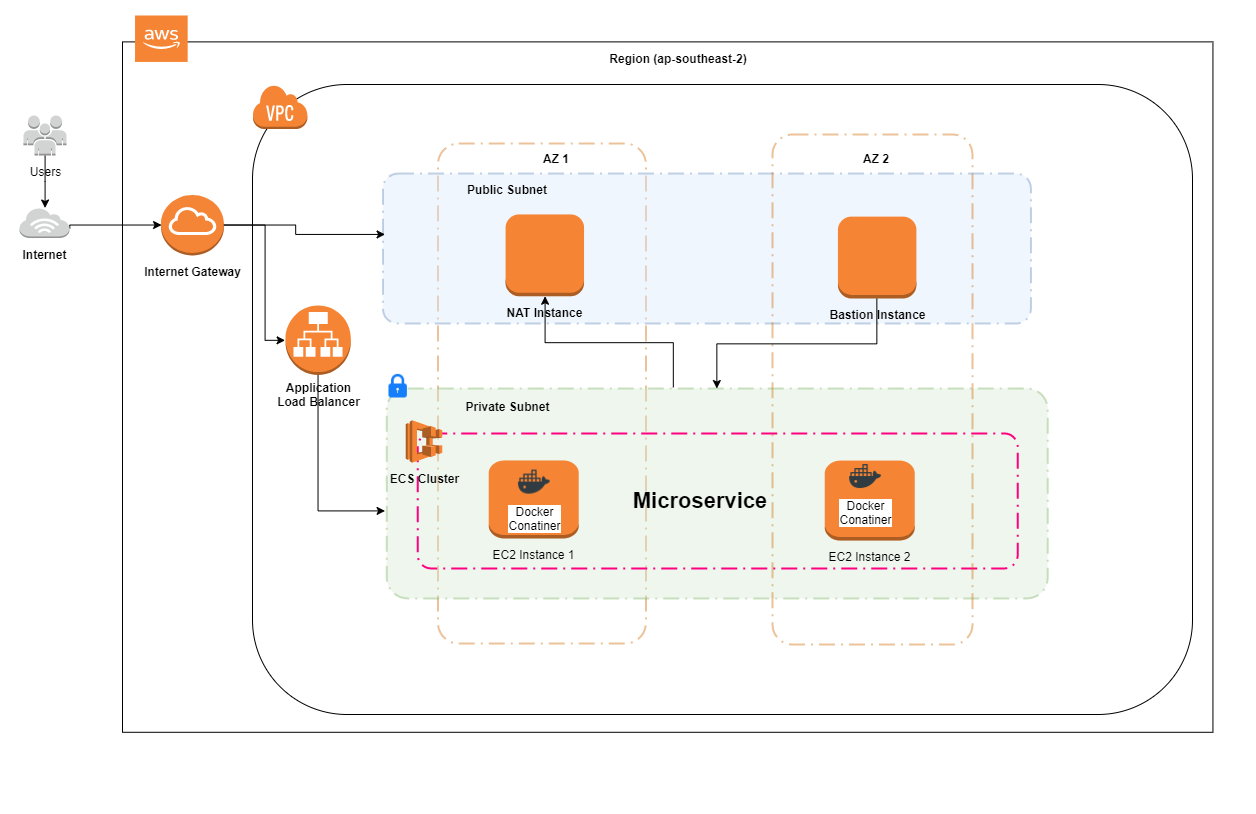 aws
Region (ap-southeast-2)
VPC
Users
Internet
Internet Gateway
Application
Load Balancer
AZ 1
AZ 2
Public Subnet
NAT Instance
Bastion Instance
Private Subnet
ECS Cluster
Microservice
Docker
Conatiner
EC2 Instance 1
Docker
Conatiner
EC2 Instance 2